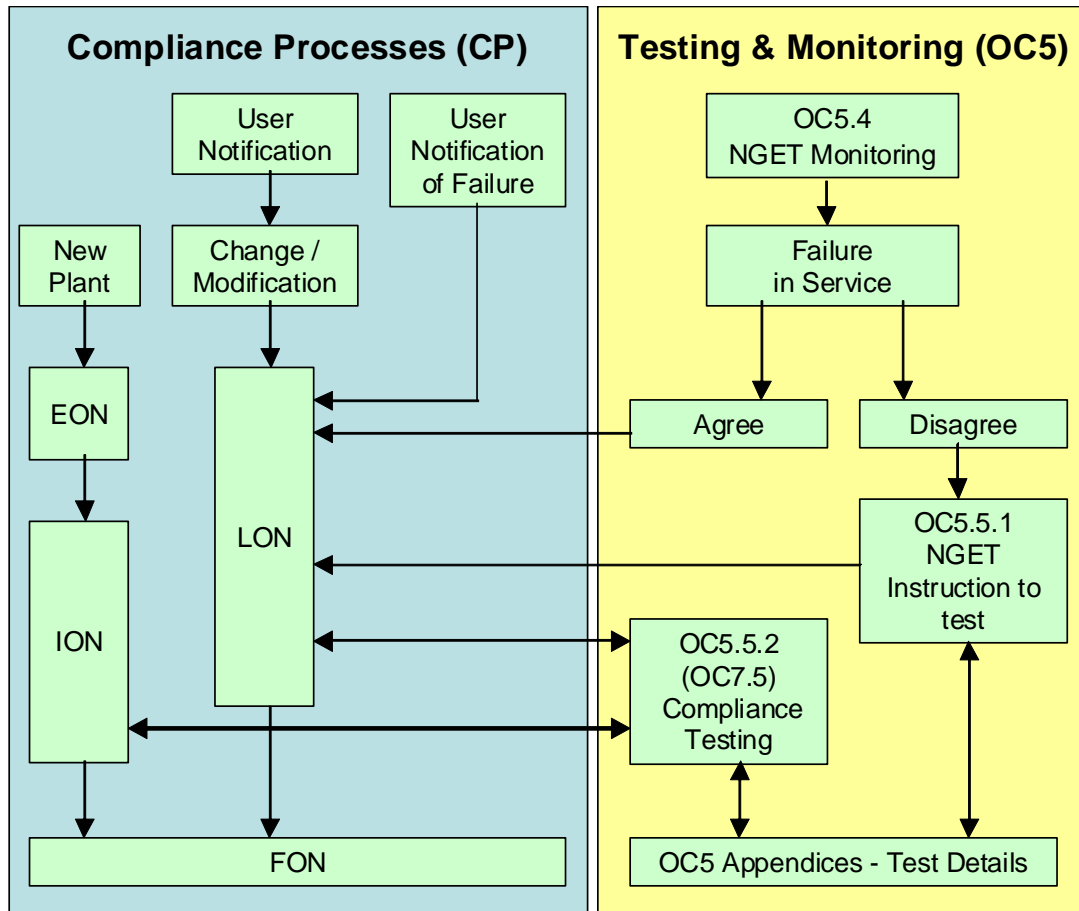 Compliance Processes (CP)
User
Notification
User
Notification
of Failure
New
Plant
Change /
Modification
EON
LON
ION
FON
Testing & Monitoring (OC5)
OC5.4
NGET Monitoring
Failure
in Service
Agree
Disagree
OC5.5.1
NGET
Instruction to
test
OC5.5.2
(OC7.5)
Compliance
Testing
OC5 Appendices - Test Details